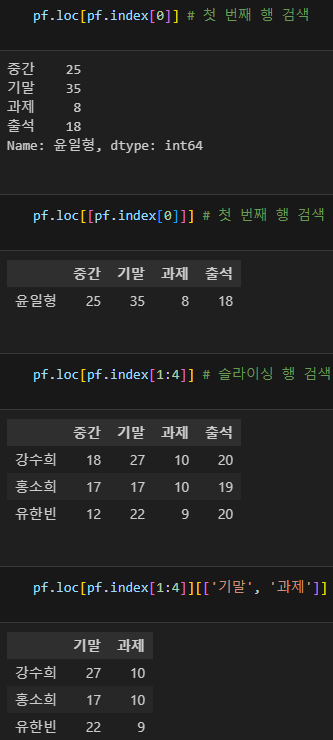 pf.loc[pf.index[0]] # 첫 번째 행 검색
중간 25
기말 35
과제 8
출석 18
Name: 윤일형, dtype: int64
pf.loc[[pf.index[0]]] # 첫 번째 행 검색
중간 기말 과제 출석
윤일형 25 35 8 18
pf.loc[pf.index[1:4]] # 슬라이싱 행 검색
중간 기말 과제 출석
강수희 18 27 10 20
홍소희 17 17 10 19
유한빈 12 22 9 20
pf.loc[pf.index[1:4]][['기말', '과제']]
기말 과제
강수희 27 10
홍소희 17 10
유한빈 22 9